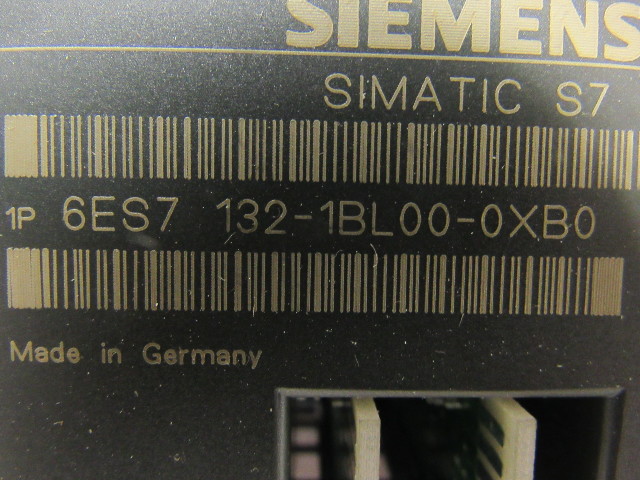 SIEMENS
SIMATIC S7
1P 6ES7 132-1BL00-0XB0
Made in Germany